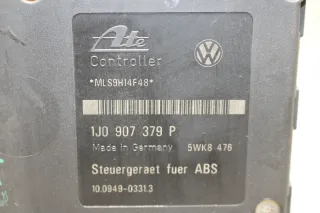 Ate
Controller
*MLS9H14F48*
1J0 907 379 P
Made in Germany 5WK8 476
Steuergeraet fuer ABS
10.0949-0331.3